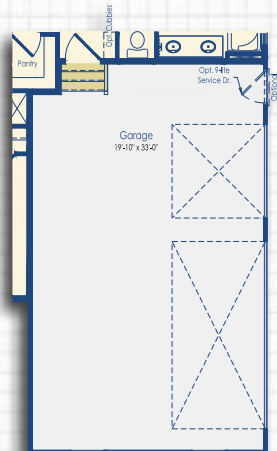 Opt. Cubbies
Pantry
Opt. 9-lite
Service Dr.
Optional
Garage
19'-10" x 33'-0"